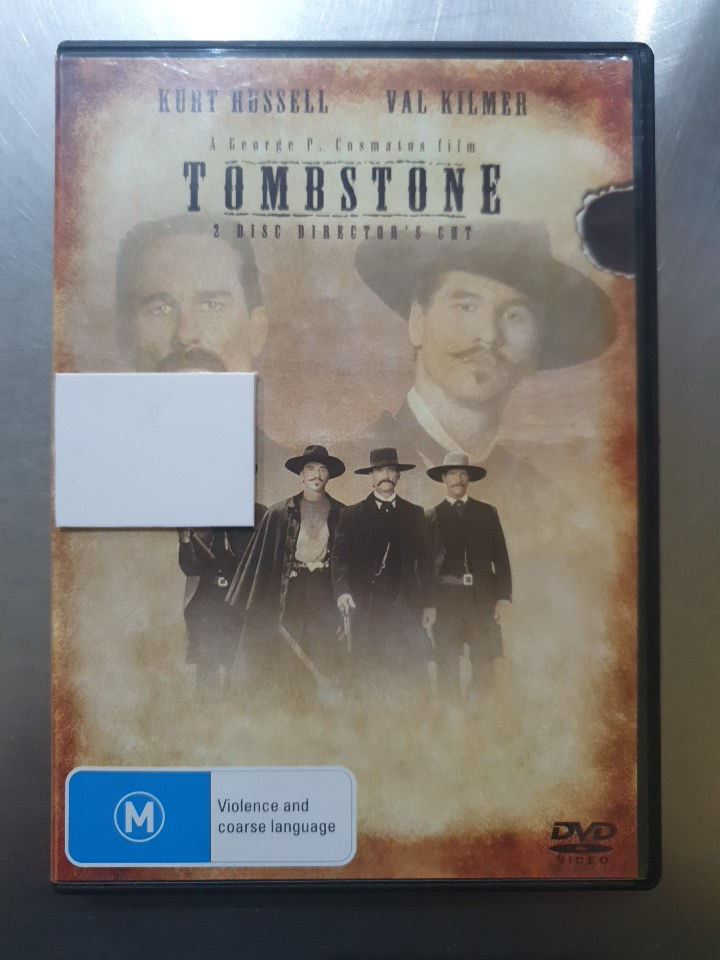 KURT RUSSELL VAL KILMER
A George P. Cosmatos film
TOMBSTONE
2 DISC DIRECTOR'S CUT
M
Violence and
coarse language
DVD
VIDEO